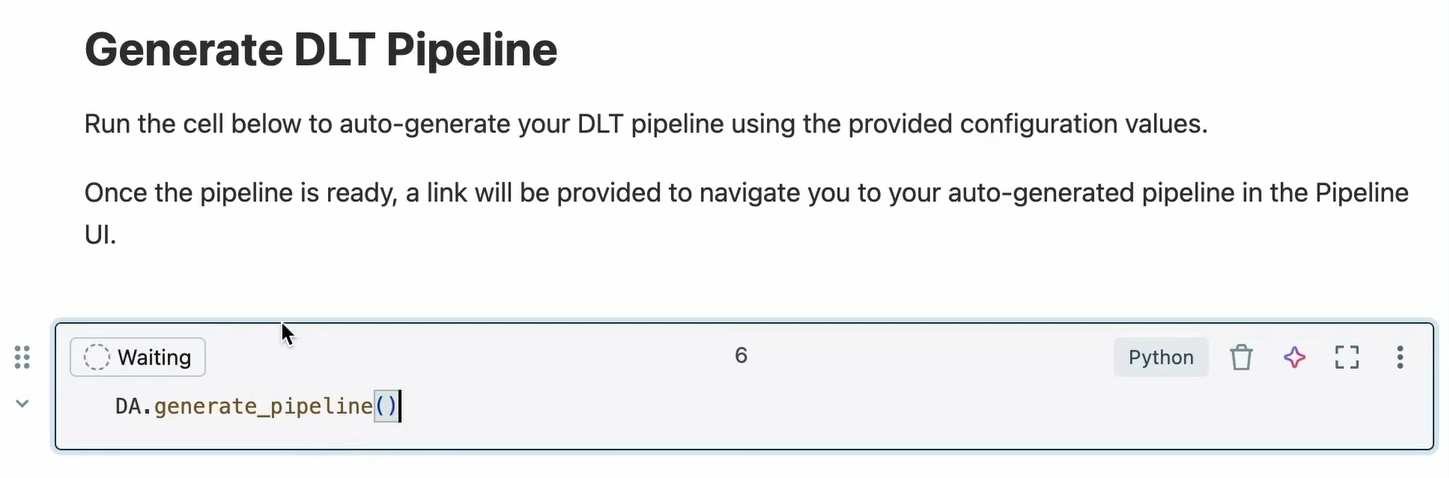 Generate DLT Pipeline
Run the cell below to auto-generate your DLT pipeline using the provided configuration values.
Once the pipeline is ready, a link will be provided to navigate you to your auto-generated pipeline in the Pipeline
UI.
Waiting 6 Python
DA.generate_pipeline()